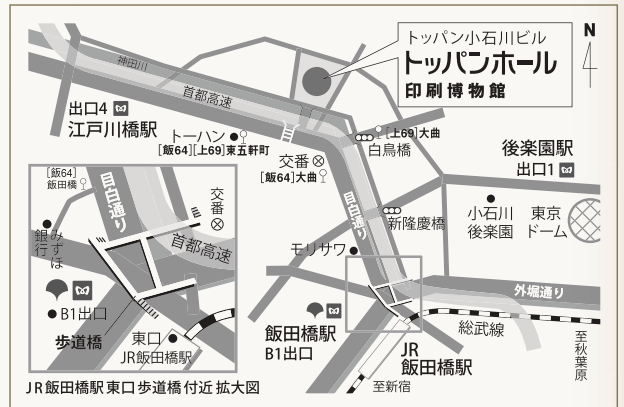 トッパン小石川ビル
トッパンホール
印刷博物館
N
神田川
首都高速
出口4
江戸川橋駅
トーハン
[飯64][上69]東五軒町
[上69]大曲
白鳥橋
交番
[飯64]大曲
後楽園駅
出口1
目白通り
新隆慶橋
小石川
後楽園
東京
ドーム
モリサワ
外堀通り
飯田橋駅
B1出口
総武線
JR
飯田橋駅
至新宿
至秋葉原
[飯64]
飯田橋
目白通り
交番
みずほ
銀行
首都高速
B1出口
歩道橋
東口
JR飯田橋駅
JR飯田橋駅東口歩道橋付近 拡大図